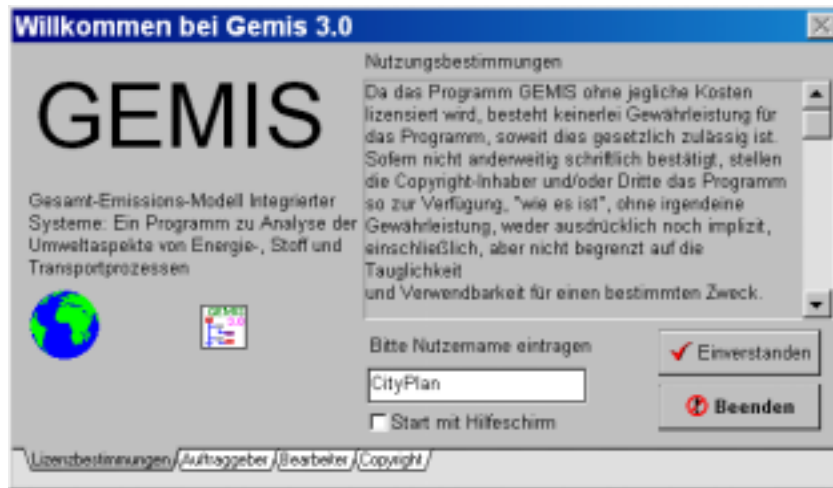 Willkommen bei Gemis 3.0
GEMIS
Gesamt-Emissions-Modell Integrierter
Systeme: Ein Programm zu Analyse der
Umweltaspekte von Energie-, Stoff und
Transportprozessen
GEMIS
3.0
Nutzungsbestimmungen
Da das Programm GEMIS ohne jegliche Kosten
lizensiert wird, besteht keinerlei Gewährleistung für
das Programm, soweit dies gesetzlich zulässig ist.
Sofern nicht anderweitig schriftlich bestätigt, stellen
die Copyright-Inhaber und/oder Dritte das Programm
so zur Verfügung, "wie es ist", ohne irgendeine
Gewährleistung, weder ausdrücklich noch implizit,
einschließlich, aber nicht begrenzt auf die
Tauglichkeit
und Verwendbarkeit für einen bestimmten Zweck.
Bitte Nutzername eintragen
CityPlan
Start mit Hilfeschirm
Einverstanden
Beenden
Lizenzbestimmungen Auftraggeber Bearbeiter Copyright